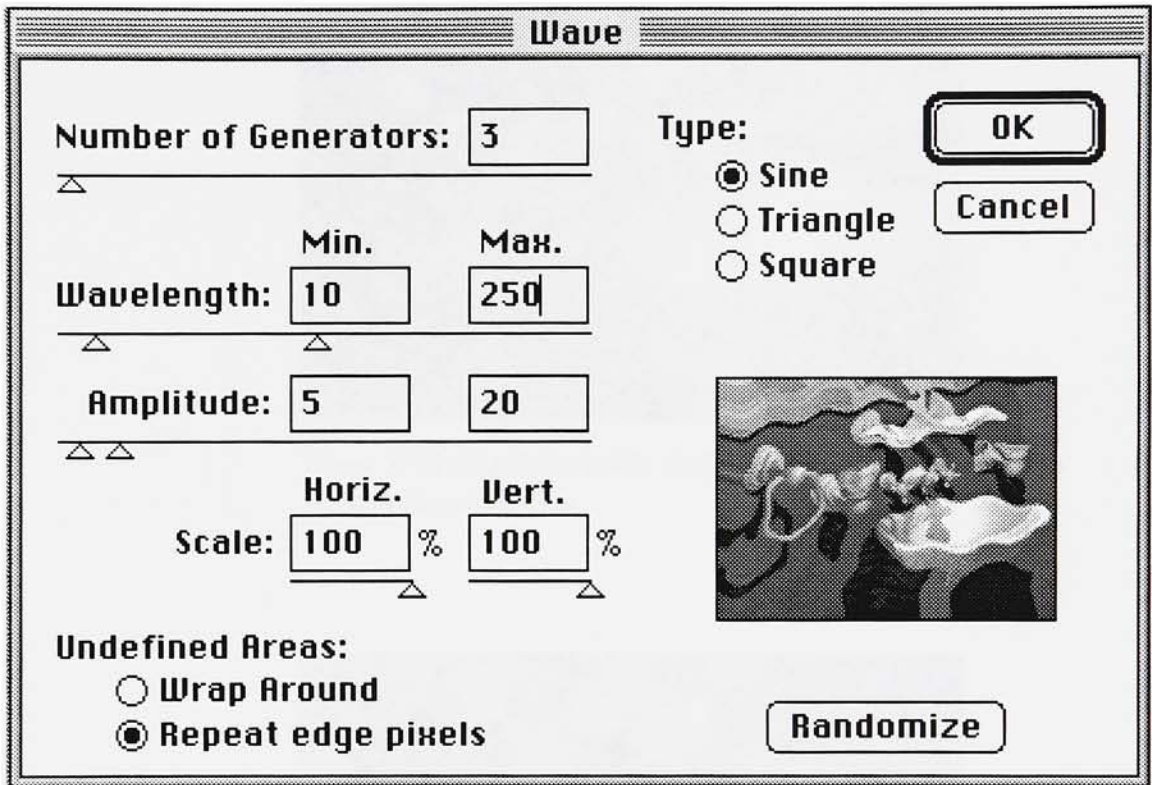 Wave
Number of Generators: 3
Min. Max.
Wavelength: 10 250
Amplitude: 5 20
Horiz. Vert.
Scale: 100 % 100 %
Undefined Areas:
Wrap Around
Repeat edge pixels
Type:
Sine
Triangle
Square
OK
Cancel
Randomize